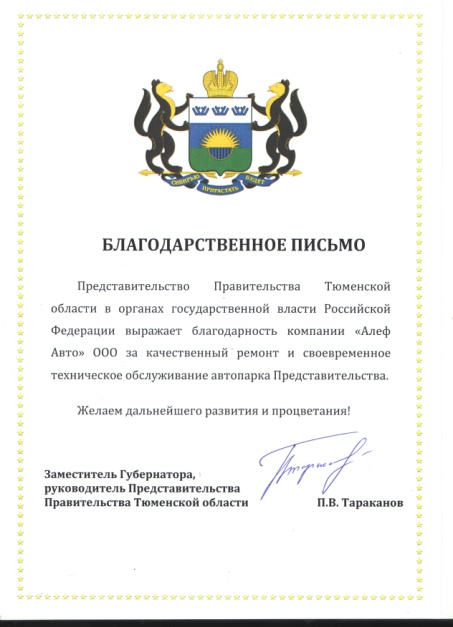 СИБИРЬЮ ПРИРАСТАТЬ БУДЕТ
БЛАГОДАРСТВЕННОЕ ПИСЬМО
Представительство Правительства Тюменской
области в органах государственной власти Российской
Федерации выражает благодарность компании «Алеф
Авто» ООО за качественный ремонт и своевременное
техническое обслуживание автопарка Представительства.
Желаем дальнейшего развития и процветания!
Заместитель Губернатора,
руководитель Представительства
Правительства Тюменской области П.В. Тараканов